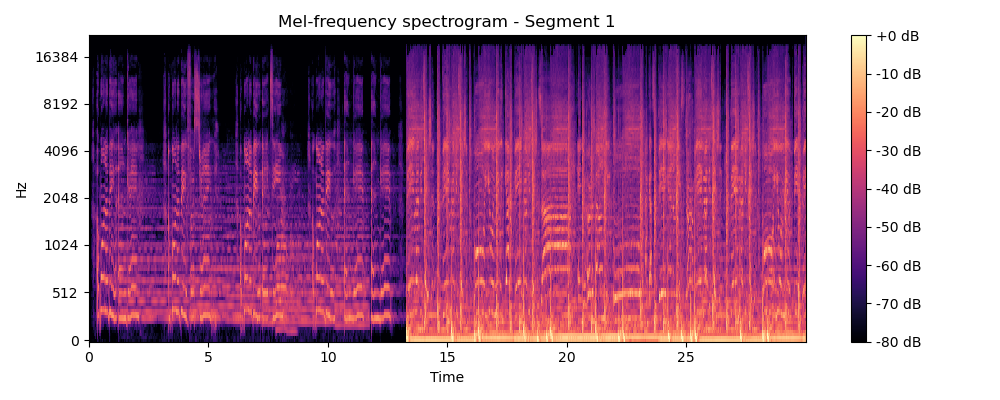 Mel-frequency spectrogram - Segment 1
16384
8192
4096
2048
1024
512
0
Hz
0 5 10 15 20 25
Time
+0 dB
-10 dB
-20 dB
-30 dB
-40 dB
-50 dB
-60 dB
-70 dB
-80 dB